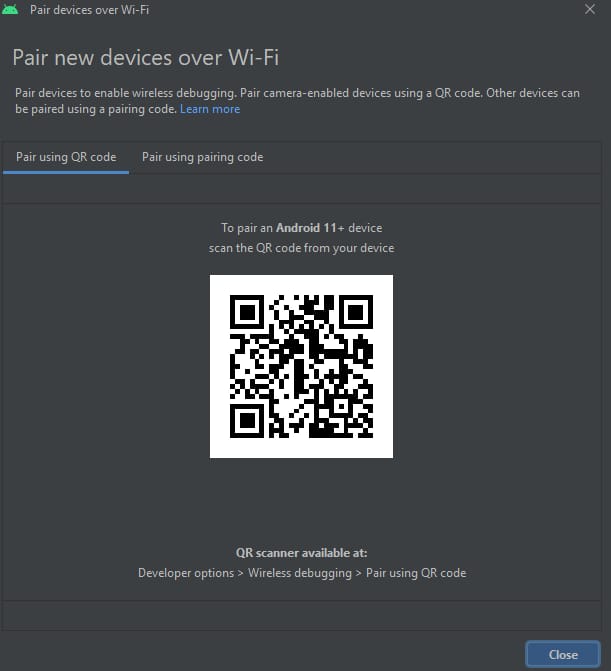 Pair devices over Wi-Fi
Pair new devices over Wi-Fi
Pair devices to enable wireless debugging. Pair camera-enabled devices using a QR code. Other devices can
be paired using a pairing code. Learn more
Pair using QR code
Pair using pairing code
To pair an Android 11+ device
scan the QR code from your device
QR scanner available at:
Developer options > Wireless debugging > Pair using QR code
Close